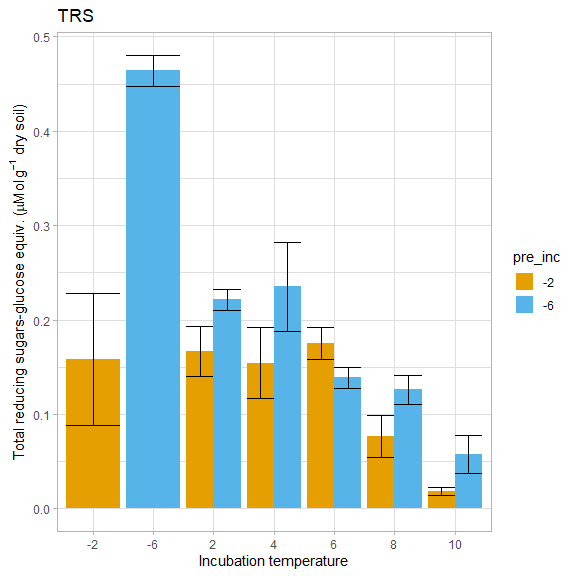 TRS
Total reducing sugars-glucose equiv. (μMol g⁻¹ dry soil)
0.5
0.4
0.3
0.2
0.1
0.0
-2 -6 2 4 6 8 10
Incubation temperature
pre_inc
-2
-6